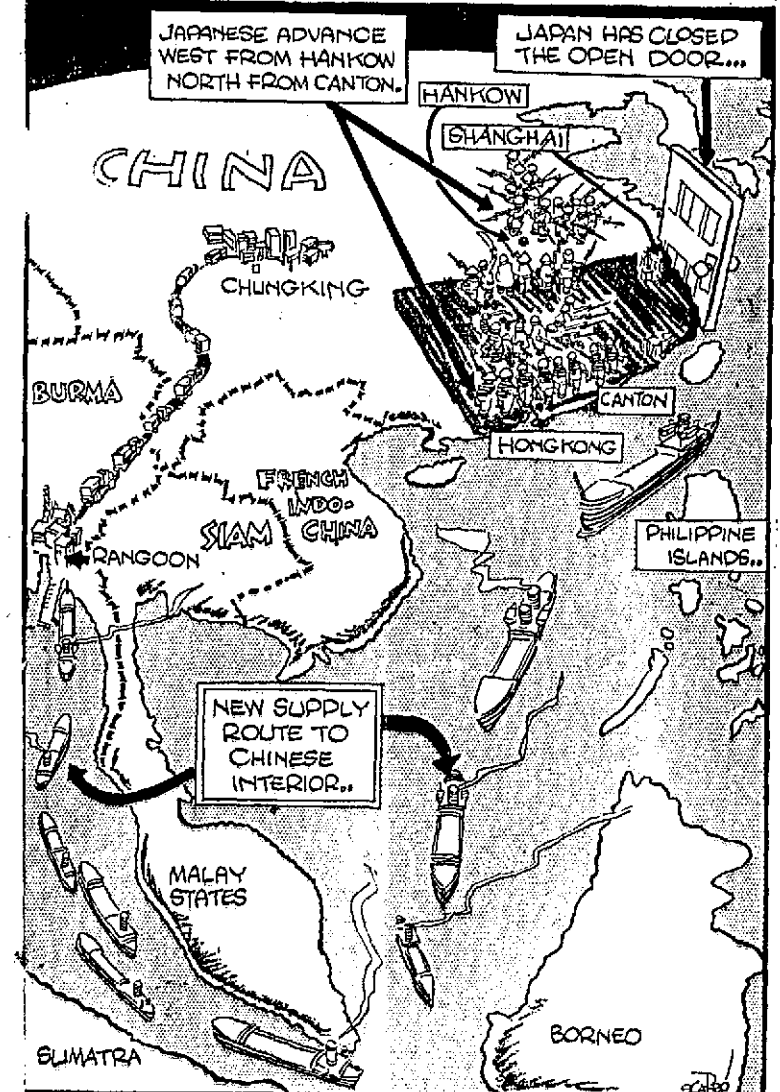 JAPANESE ADVANCE
WEST FROM HANKOW
NORTH FROM CANTON.
JAPAN HAS CLOSED
THE OPEN DOOR...
HANKOW
SHANGHAI
CHINA
CHUNGKING
BURMA
CANTON
HONGKONG
FRENCH
INDO-
CHINA
SIAM
RANGOON
PHILIPPINE
ISLANDS..
NEW SUPPLY
ROUTE TO
CHINESE
INTERIOR..
MALAY
STATES
SUMATRA
BORNEO